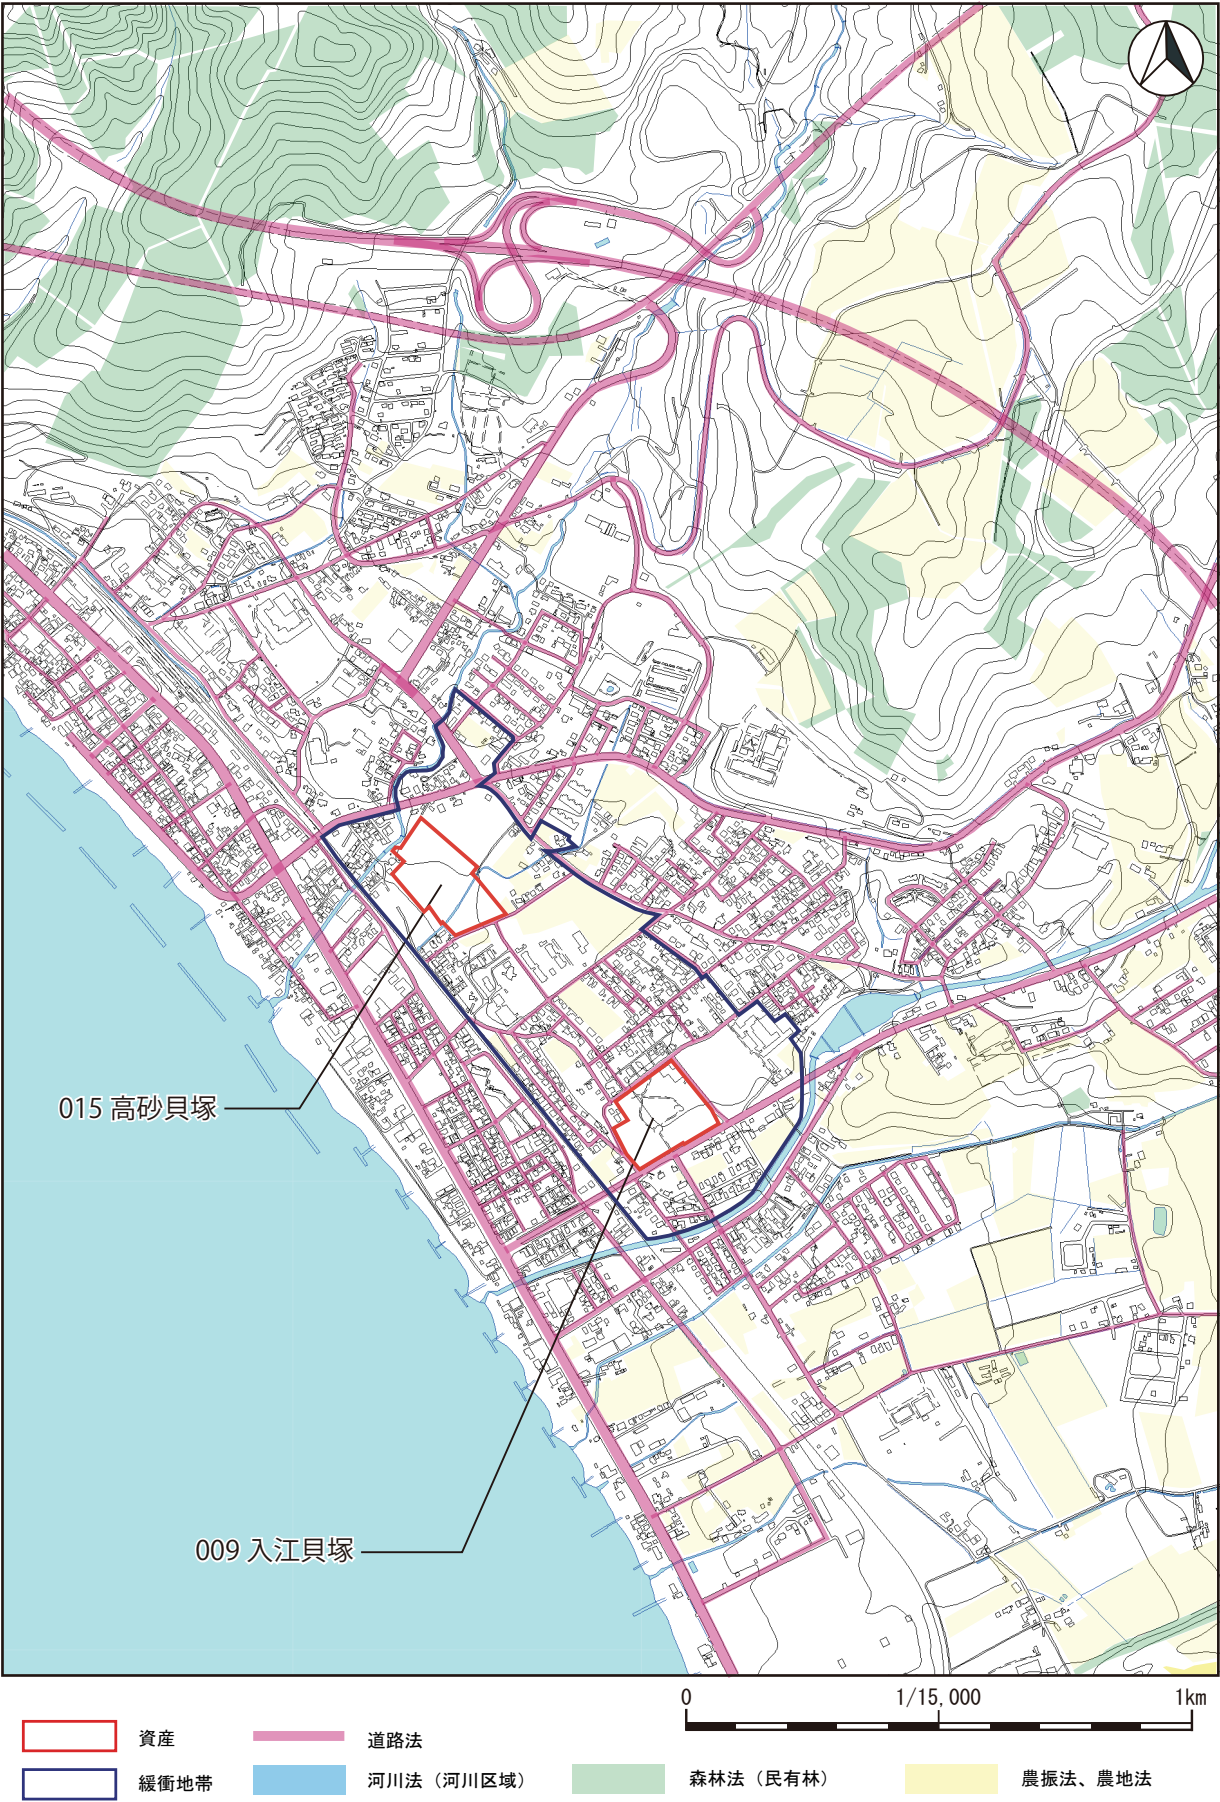 015 高砂貝塚
009 入江貝塚
0 1/15,000 1km
資産 道路法
緩衝地帯 河川法（河川区域） 森林法（民有林） 農振法、農地法